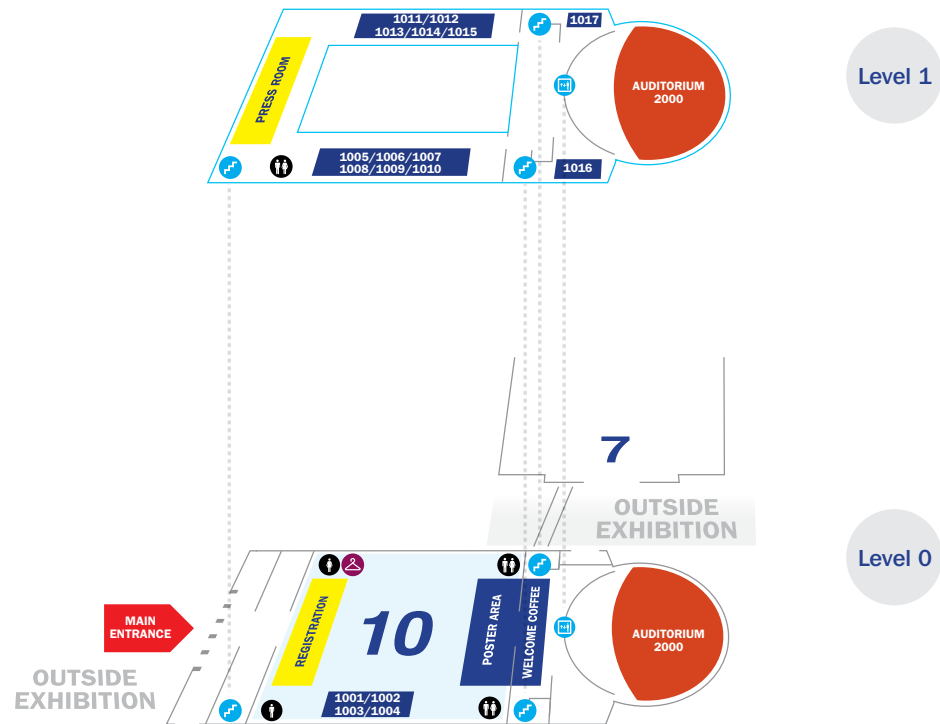 1011/1012
1013/1014/1015
1017
Level 1
PRESS ROOM
AUDITORIUM
2000
1005/1006/1007
1008/1009/1010
1016
7
OUTSIDE
EXHIBITION
Level 0
MAIN
ENTRANCE
REGISTRATION
10
POSTER AREA
WELCOME COFFEE
AUDITORIUM
2000
OUTSIDE
EXHIBITION
1001/1002
1003/1004